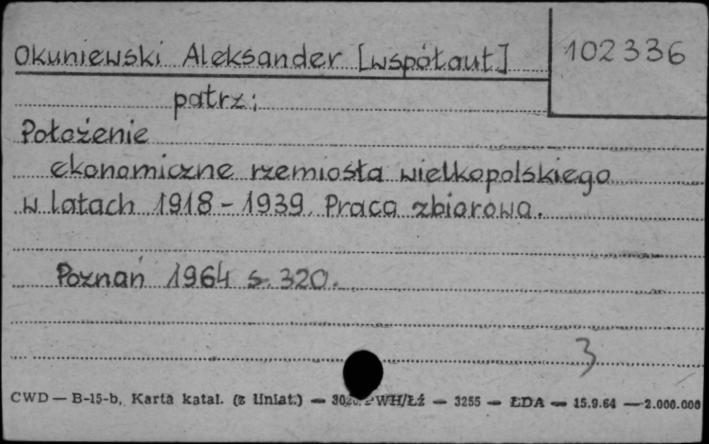 Okuniewski Aleksander [współaut]
102336
patrz:
Położenie
ekonomiczne rzemiosła wielkopolskiego
w latach 1918 - 1939. Praca zbiorowa.
Poznań 1964 s. 320.
3
CWD — B-15-b, Karta katal. (z liniat.) — WH/Łź — 3255 — ŁDA — 15.9.64 — 2.000.000